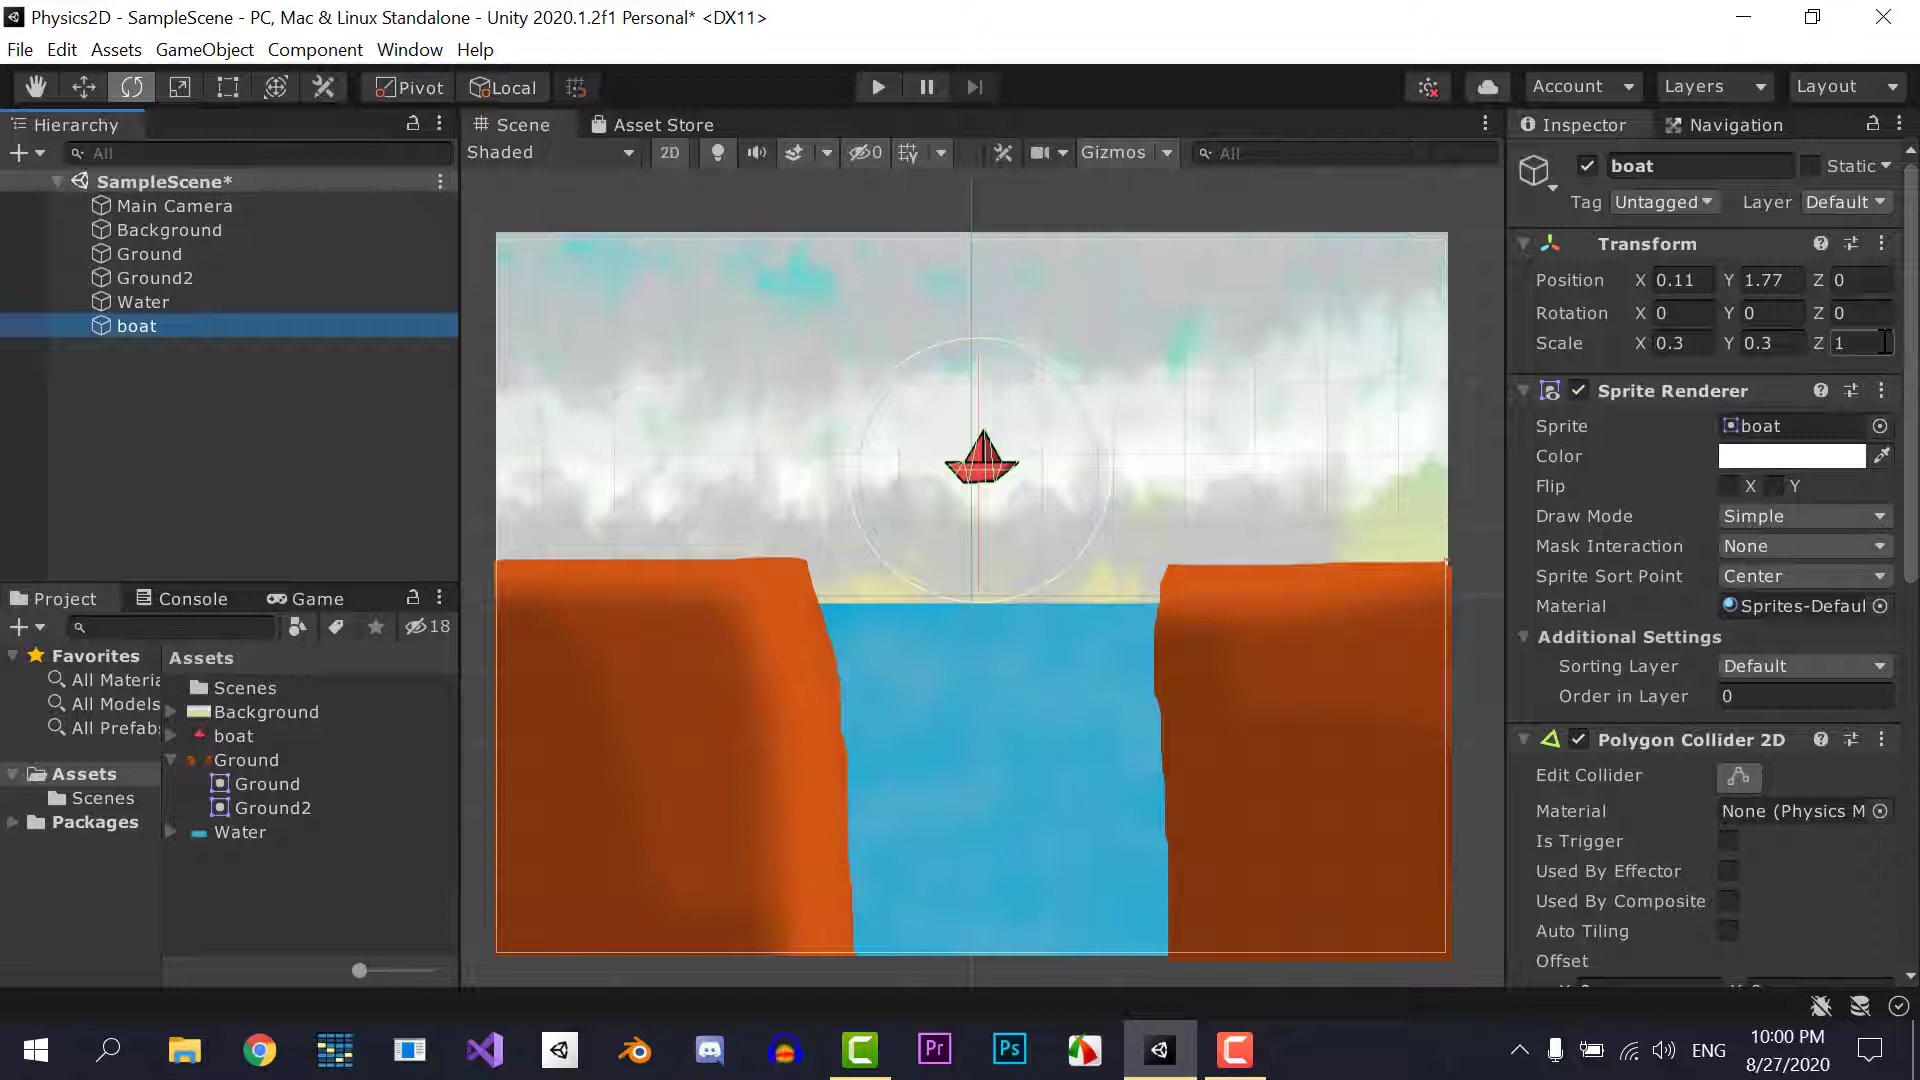 Physics2D - SampleScene - PC, Mac & Linux Standalone - Unity 2020.1.2f1 Personal* <DX11>
File Edit Assets GameObject Component Window Help
Pivot Local Account Layers Layout
Hierarchy
All
SampleScene*
Main Camera
Background
Ground
Ground2
Water
boat
Scene Asset Store
Shaded 2D 0 Gizmos All
Inspector Navigation
boat Static
Tag Untagged Layer Default
Transform
Position X 0.11 Y 1.77 Z 0
Rotation X 0 Y 0 Z 0
Scale X 0.3 Y 0.3 Z 1
Sprite Renderer
Sprite boat
Color
Flip X Y
Draw Mode Simple
Mask Interaction None
Sprite Sort Point Center
Material Sprites-Defaul
Additional Settings
Sorting Layer Default
Order in Layer 0
Polygon Collider 2D
Edit Collider
Material None (Physics M
Is Trigger
Used By Effector
Used By Composite
Auto Tiling
Offset
Project Console Game
18
Favorites
All Materia
All Models
All Prefab
Assets
Scenes
Packages
Assets
Scenes
Background
boat
Ground
Ground
Ground2
Water
Pr Ps
ENG
10:00 PM
8/27/2020